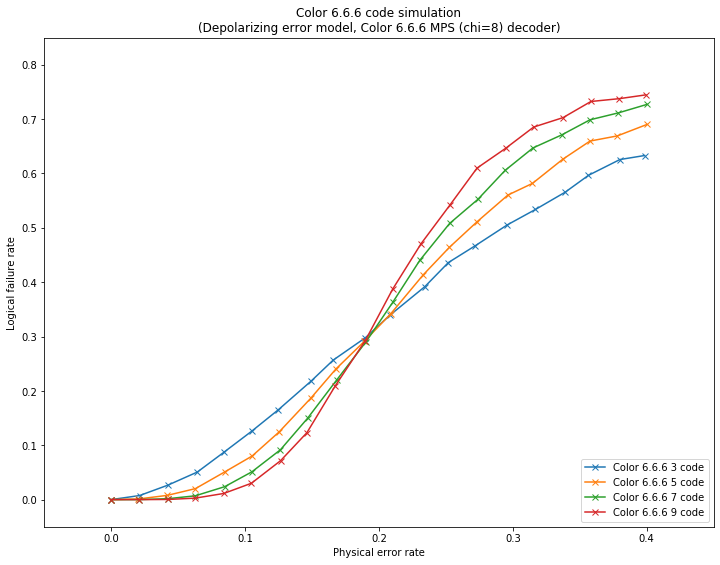 Color 6.6.6 code simulation
(Depolarizing error model, Color 6.6.6 MPS (chi=8) decoder)
0.8
0.7
0.6
0.5
0.4
0.3
0.2
0.1
0.0
Logical failure rate
0.0 0.1 0.2 0.3 0.4
Physical error rate
Color 6.6.6 3 code
Color 6.6.6 5 code
Color 6.6.6 7 code
Color 6.6.6 9 code